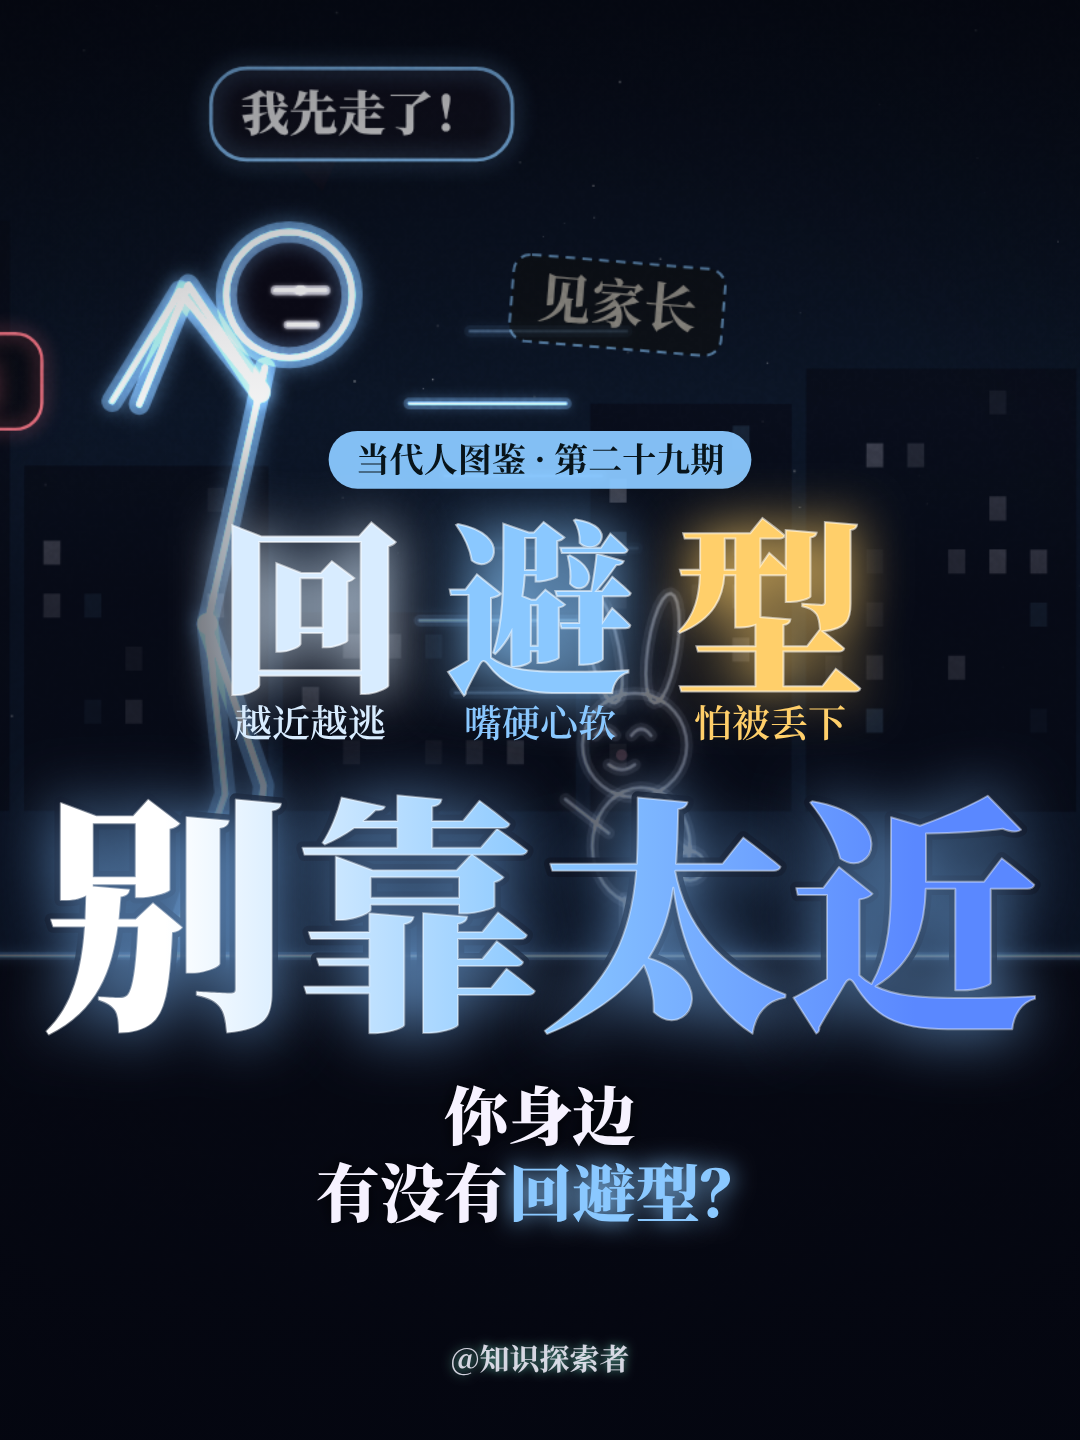 我先走了！
见家长
当代人图鉴·第二十九期
回避型
越近越逃 嘴硬心软 怕被丢下
别靠太近
你身边
有没有回避型？
@知识探索者